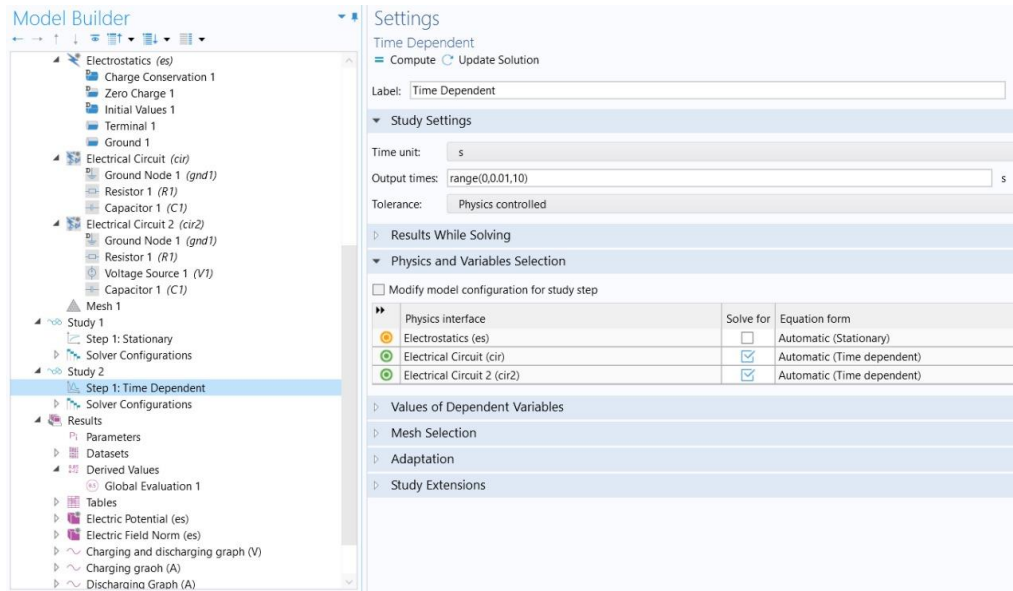 Model Builder
Electrostatics (es)
Charge Conservation 1
Zero Charge 1
Initial Values 1
Terminal 1
Ground 1
Electrical Circuit (cir)
Ground Node 1 (gnd1)
Resistor 1 (R1)
Capacitor 1 (C1)
Electrical Circuit 2 (cir2)
Ground Node 1 (gnd1)
Resistor 1 (R1)
Voltage Source 1 (V1)
Capacitor 1 (C1)
Mesh 1
Study 1
Step 1: Stationary
Solver Configurations
Study 2
Step 1: Time Dependent
Solver Configurations
Results
Parameters
Datasets
Derived Values
Global Evaluation 1
Tables
Electric Potential (es)
Electric Field Norm (es)
Charging and discharging graph (V)
Charging graoh (A)
Discharging Graph (A)
Settings
Time Dependent
= Compute Update Solution
Label: Time Dependent
Study Settings
Time unit: s
Output times: range(0,0.01,10) s
Tolerance: Physics controlled
Results While Solving
Physics and Variables Selection
Modify model configuration for study step
Physics interface Solve for Equation form
Electrostatics (es) Automatic (Stationary)
Electrical Circuit (cir) Automatic (Time dependent)
Electrical Circuit 2 (cir2) Automatic (Time dependent)
Values of Dependent Variables
Mesh Selection
Adaptation
Study Extensions